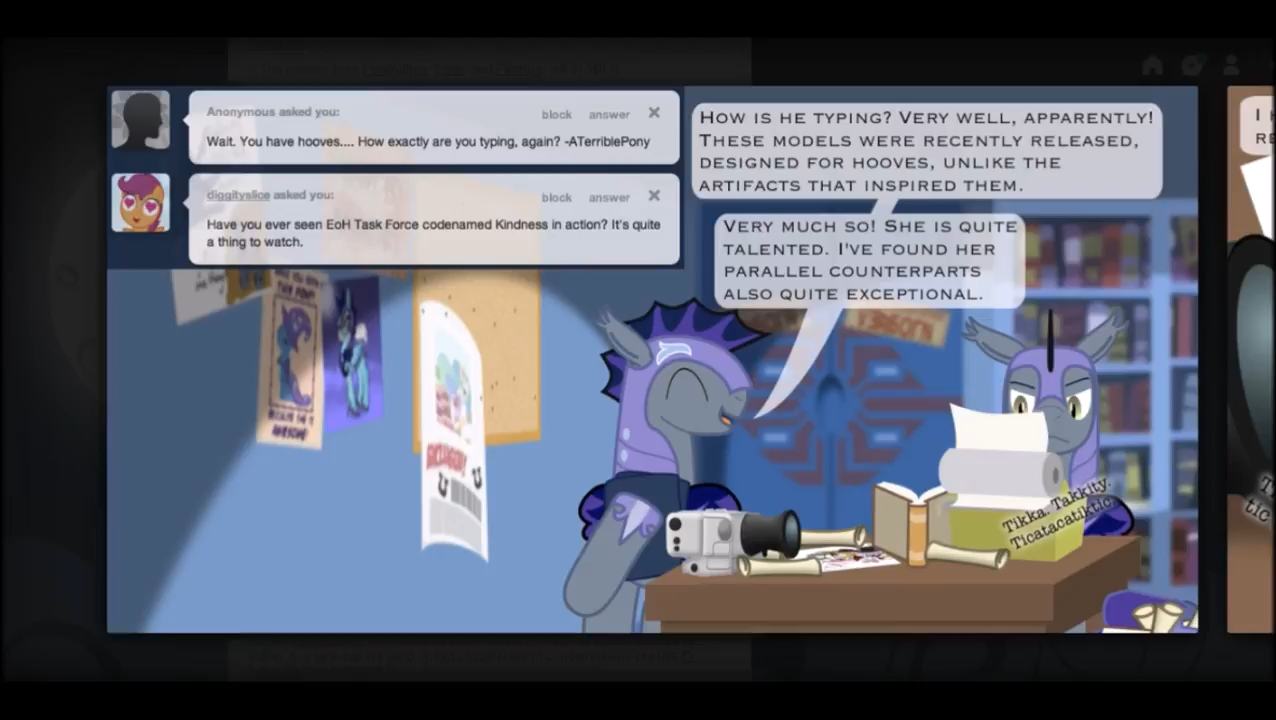 Anonymous asked you:
block
answer
Wait. You have hooves.... How exactly are you typing, again? -ATerriblePony
diggityslice asked you:
block
answer
Have you ever seen EoH Task Force codenamed Kindness in action? It's quite
a thing to watch.
HOW IS HE TYPING? VERY WELL, APPARENTLY!
THESE MODELS WERE RECENTLY RELEASED,
DESIGNED FOR HOOVES, UNLIKE THE
ARTIFACTS THAT INSPIRED THEM.
VERY MUCH SO! SHE IS QUITE
TALENTED. I'VE FOUND HER
PARALLEL COUNTERPARTS
ALSO QUITE EXCEPTIONAL.
Tikka. Takkity.
Ticatacatiktic.
AWESOME